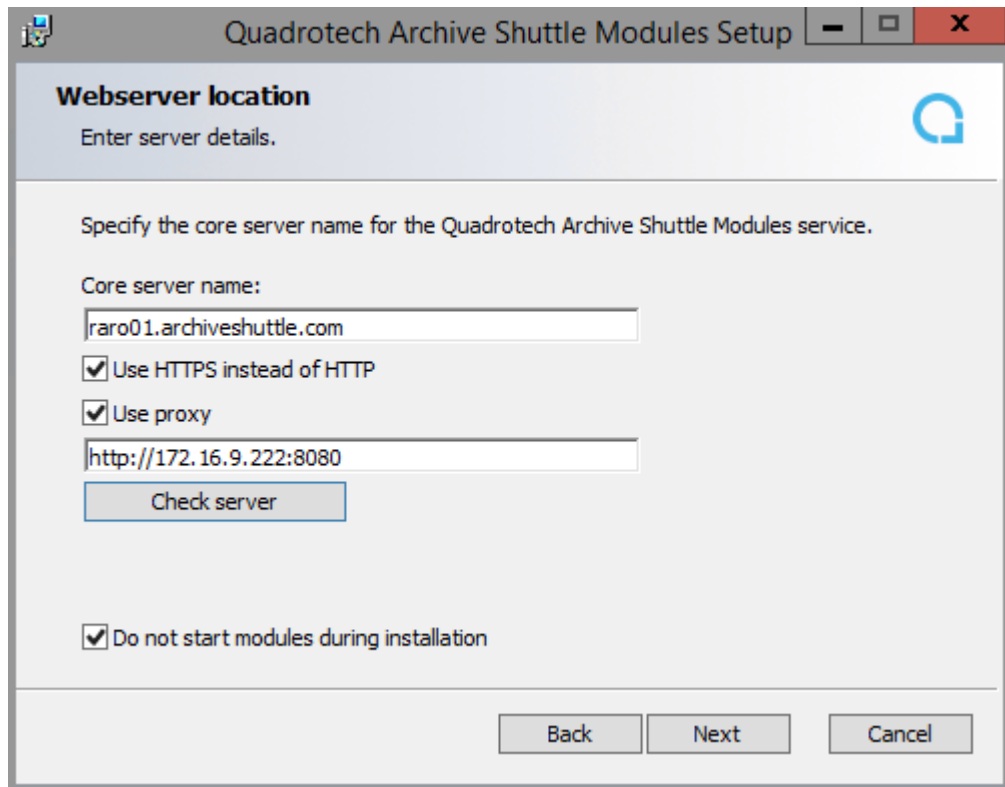 Quadrotech Archive Shuttle Modules Setup
Webserver location
Enter server details.
Specify the core server name for the Quadrotech Archive Shuttle Modules service.
Core server name:
raro01.archiveshuttle.com
Use HTTPS instead of HTTP
Use proxy
http://172.16.9.222:8080
Check server
Do not start modules during installation
Back Next Cancel